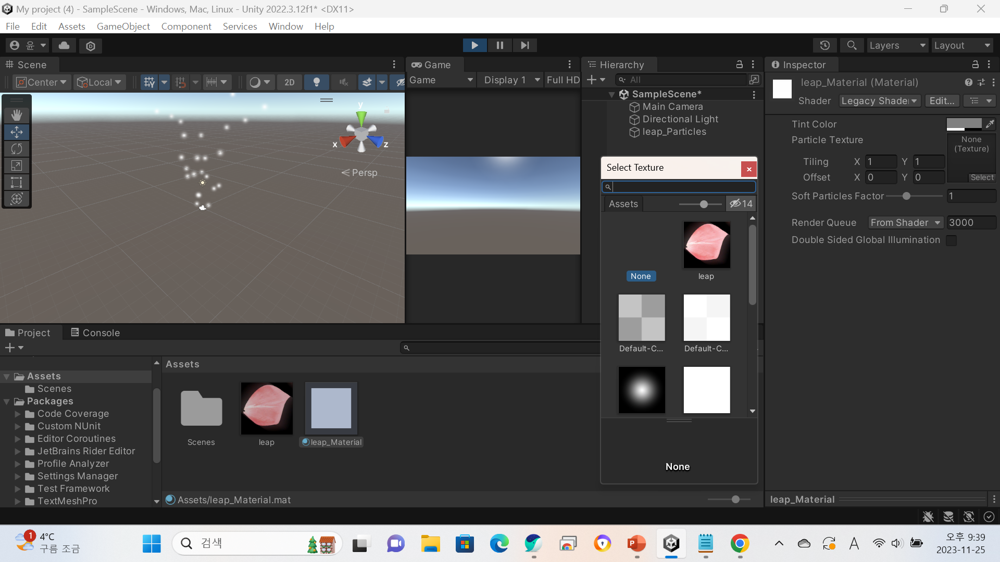 My project (4) - SampleScene - Windows, Mac, Linux - Unity 2022.3.12f1* <DX11>
File Edit Assets GameObject Component Services Window Help
윤
Layers
Layout
Scene
Game
Hierarchy
Inspector
Center
Local
2D
Game
Display 1
Full HD
All
leap_Material (Material)
Shader
Legacy Shader
Edit...
SampleScene*
Main Camera
Directional Light
leap_Particles
y
x
z
Persp
Tint Color
Particle Texture
None
(Texture)
Tiling X 1 Y 1
Offset X 0 Y 0
Select
Soft Particles Factor 1
Render Queue From Shader 3000
Double Sided Global Illumination
Select Texture
Assets
14
None
leap
Default-C...
Default-C...
None
Project
Console
Assets
Scenes
Packages
Code Coverage
Custom NUnit
Editor Coroutines
JetBrains Rider Editor
Profile Analyzer
Settings Manager
Test Framework
TextMeshPro
Assets
Scenes
leap
leap_Material
Assets/leap_Material.mat
leap_Material
1
4°C
구름 조금
검색
P
A
오후 9:39
2023-11-25